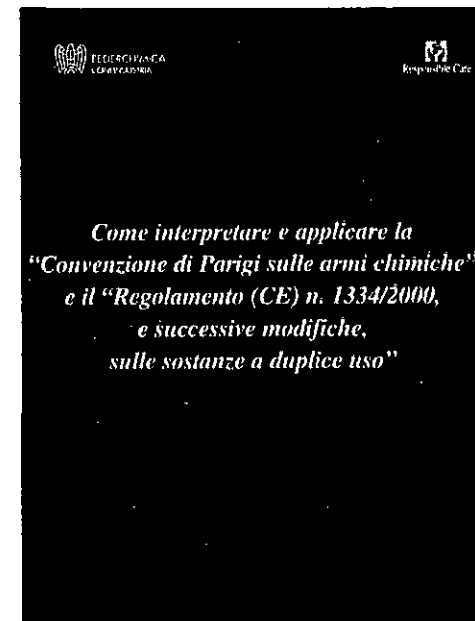 FEDERCHIMICA
CONFINDUSTRIA
Responsible Care
Come interpretare e applicare la
“Convenzione di Parigi sulle armi chimiche”
e il “Regolamento (CE) n. 1334/2000,
e successive modifiche,
sulle sostanze a duplice uso”